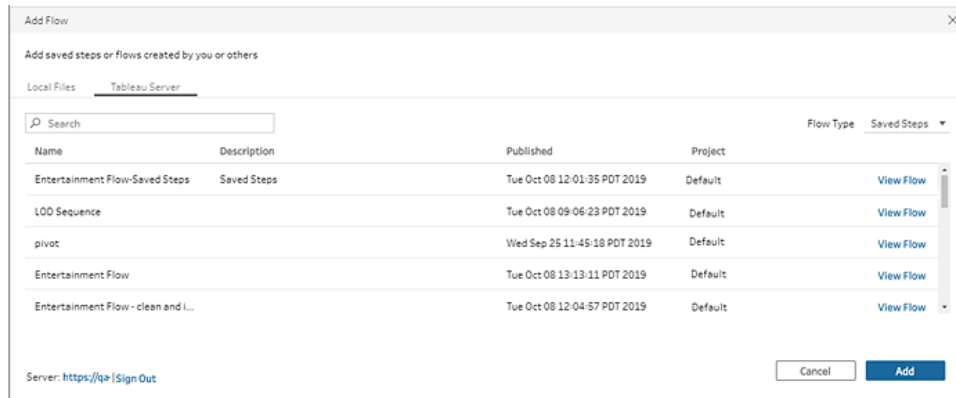 Add Flow
Add saved steps or flows created by you or others
Local Files Tableau Server
Search Flow Type Saved Steps
Name Description Published Project
Entertainment Flow-Saved Steps Saved Steps Tue Oct 08 12:01:35 PDT 2019 Default View Flow
LOD Sequence Tue Oct 08 09:06:23 PDT 2019 Default View Flow
pivot Wed Sep 25 11:45:18 PDT 2019 Default View Flow
Entertainment Flow Tue Oct 08 13:13:11 PDT 2019 Default View Flow
Entertainment Flow - clean and i... Tue Oct 08 12:04:57 PDT 2019 Default View Flow
Server: https://qa- | Sign Out Cancel Add